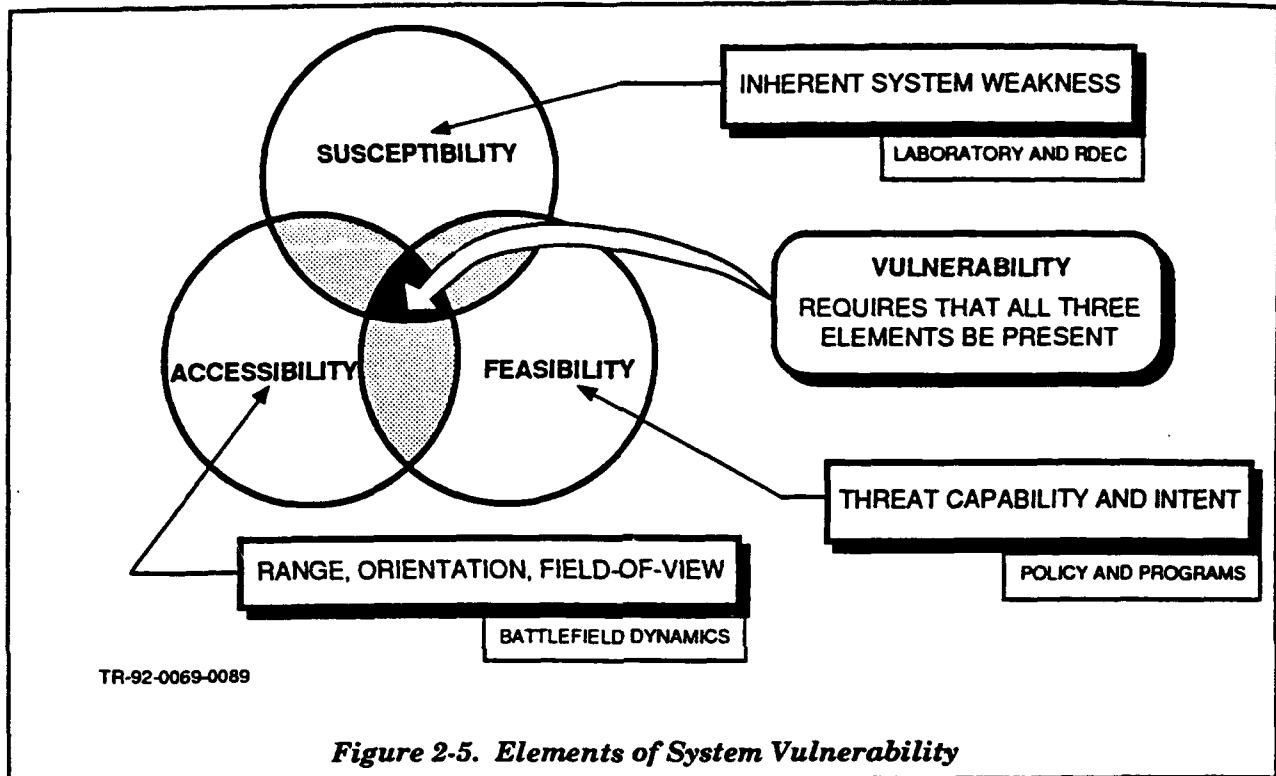 INHERENT SYSTEM WEAKNESS
LABORATORY AND RDEC
SUSCEPTIBILITY
VULNERABILITY
REQUIRES THAT ALL THREE
ELEMENTS BE PRESENT
ACCESSIBILITY
FEASIBILITY
THREAT CAPABILITY AND INTENT
POLICY AND PROGRAMS
RANGE, ORIENTATION, FIELD-OF-VIEW
BATTLEFIELD DYNAMICS
TR-92-0069-0089
Figure 2-5. Elements of System Vulnerability